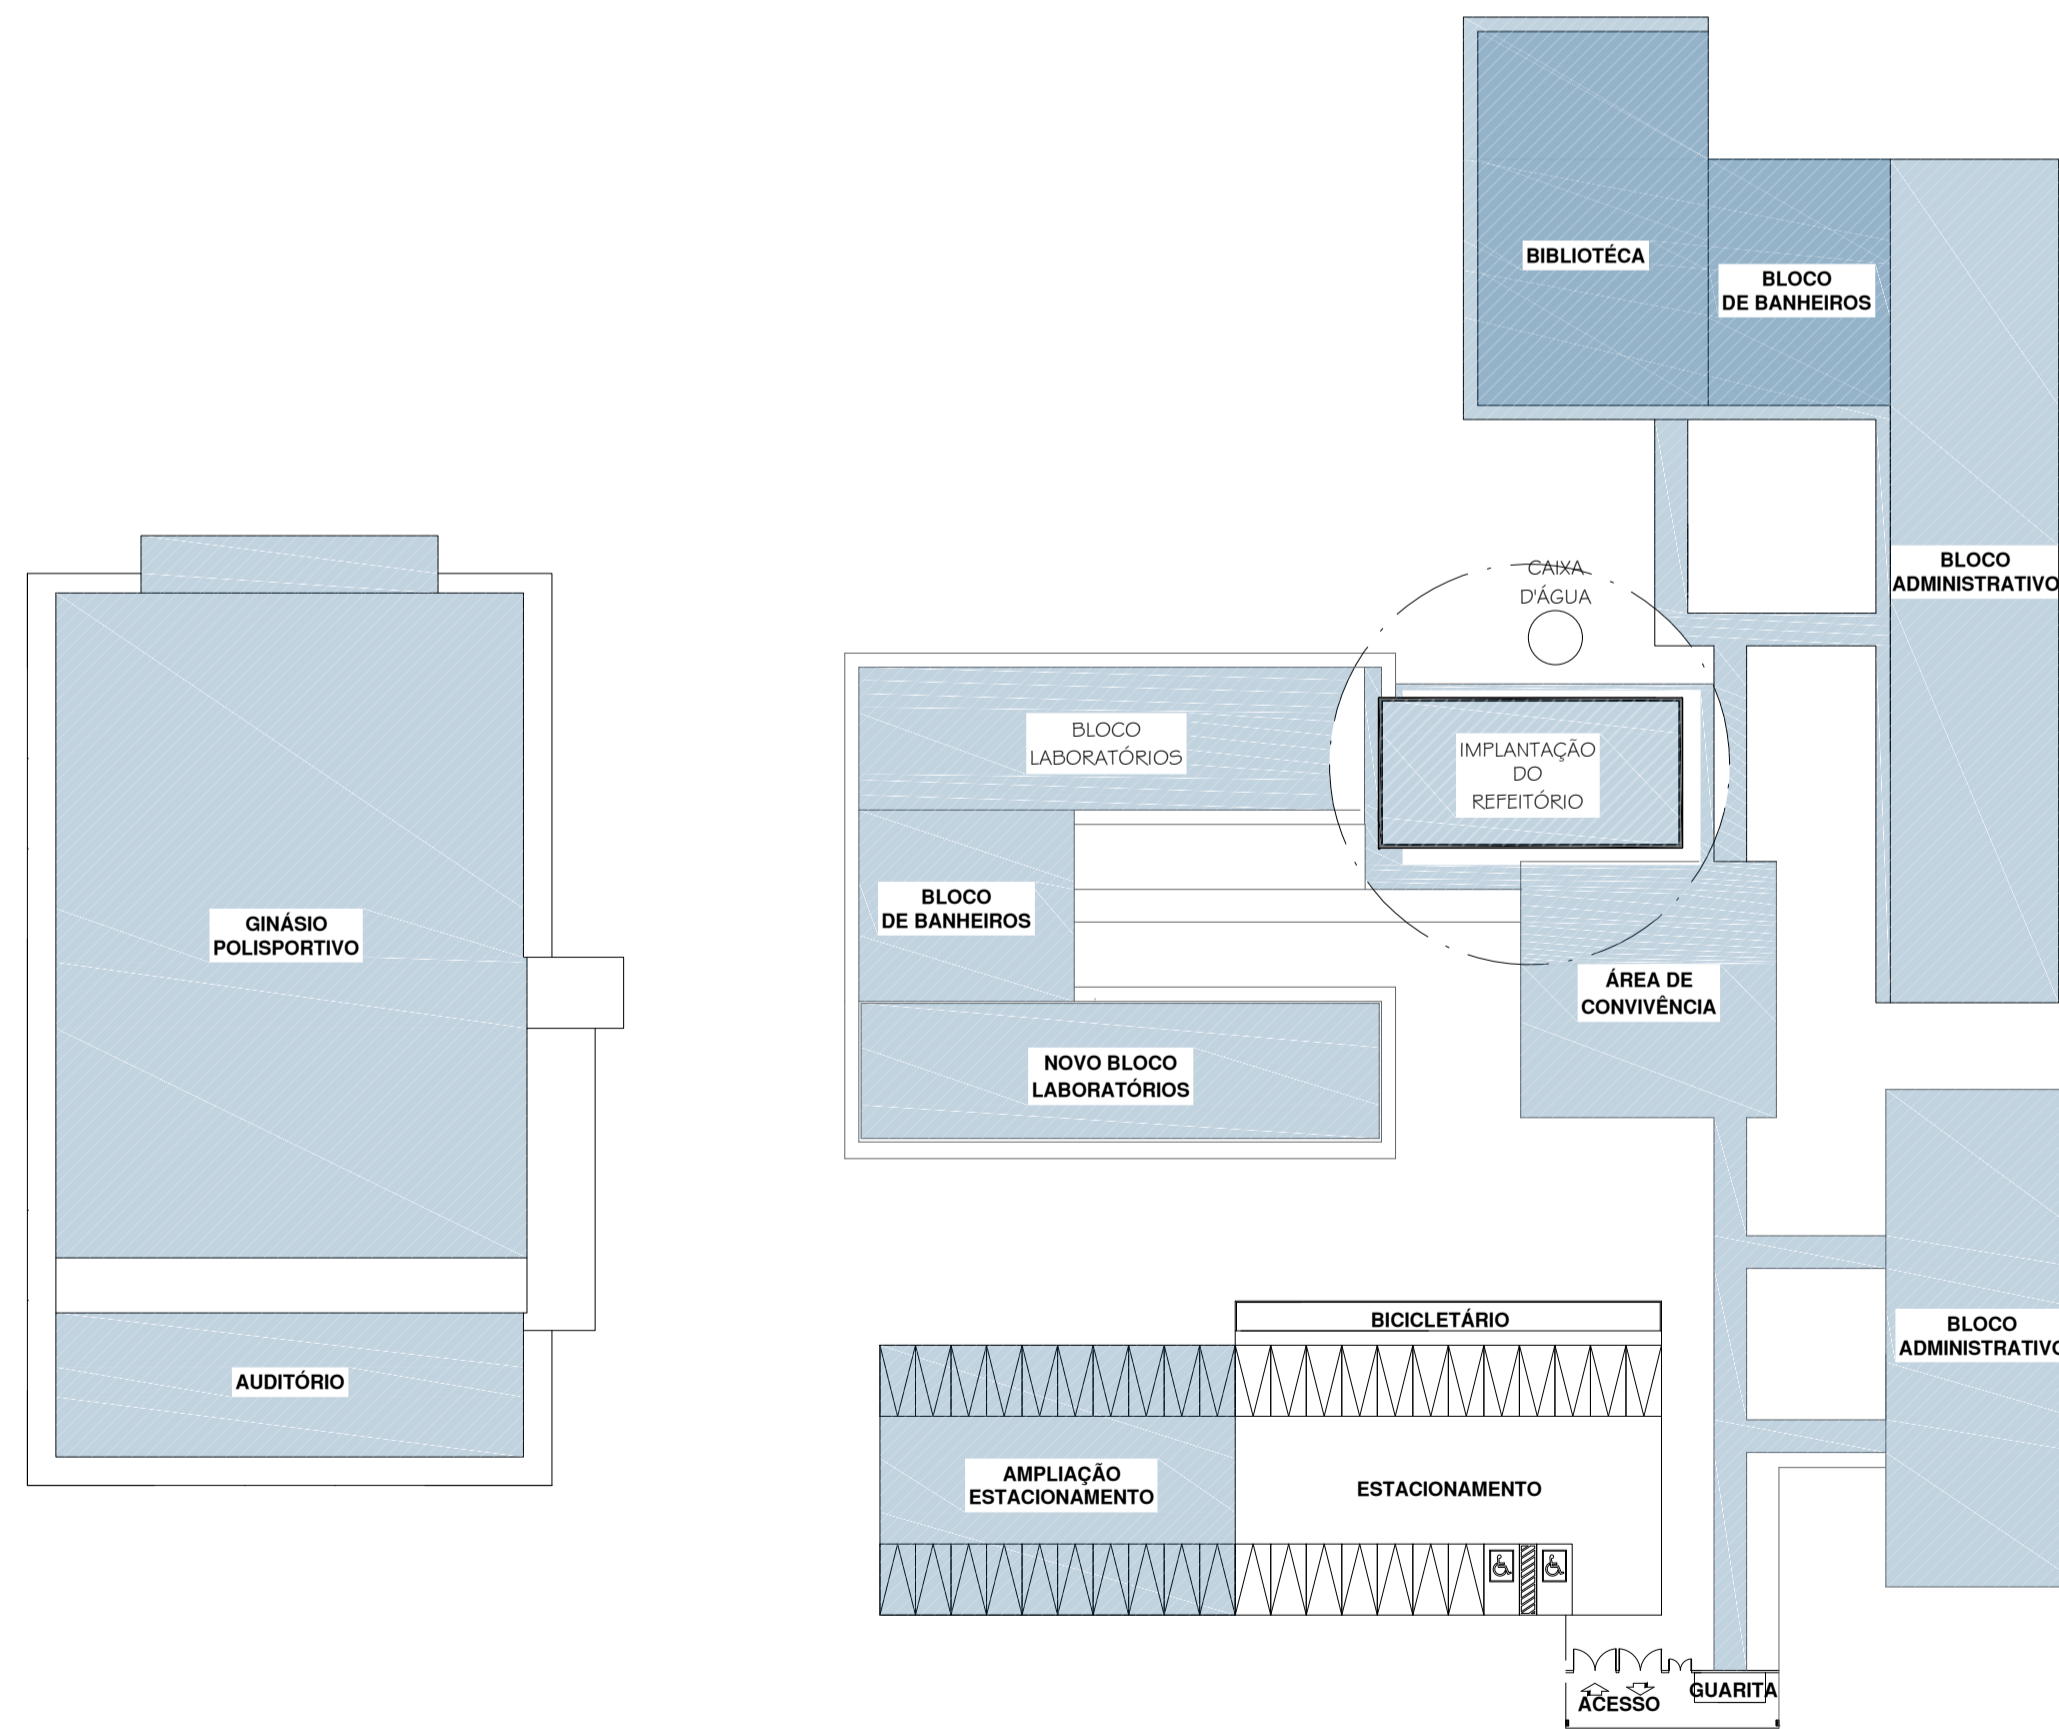 BIBLIOTÉCA
BLOCO
DE BANHEIROS
BLOCO
ADMINISTRATIVO
CAIXA
D'ÁGUA
BLOCO
LABORATÓRIOS
IMPLANTAÇÃO
DO
REFEITÓRIO
BLOCO
DE BANHEIROS
GINÁSIO
POLISPORTIVO
ÁREA DE
CONVIVÊNCIA
NOVO BLOCO
LABORATÓRIOS
BICICLETÁRIO
BLOCO
ADMINISTRATIVO
AUDITÓRIO
AMPLIAÇÃO
ESTACIONAMENTO
ESTACIONAMENTO
GUARITA
ACESSO